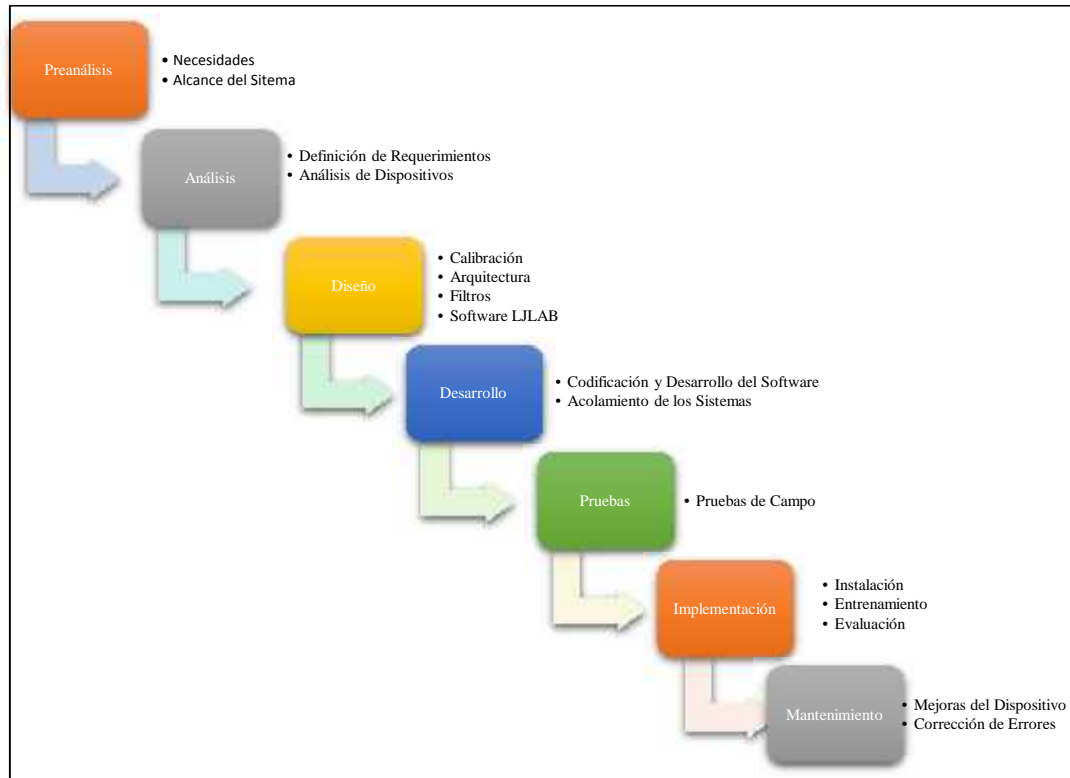 Preanálisis
• Necesidades
• Alcance del Sitema
Análisis
• Definición de Requerimientos
• Análisis de Dispositivos
Diseño
• Calibración
• Arquitectura
• Filtros
• Software LJLAB
Desarrollo
• Codificación y Desarrollo del Software
• Acolamiento de los Sistemas
Pruebas
• Pruebas de Campo
Implementación
• Instalación
• Entrenamiento
• Evaluación
Mantenimiento
• Mejoras del Dispositivo
• Corrección de Errores